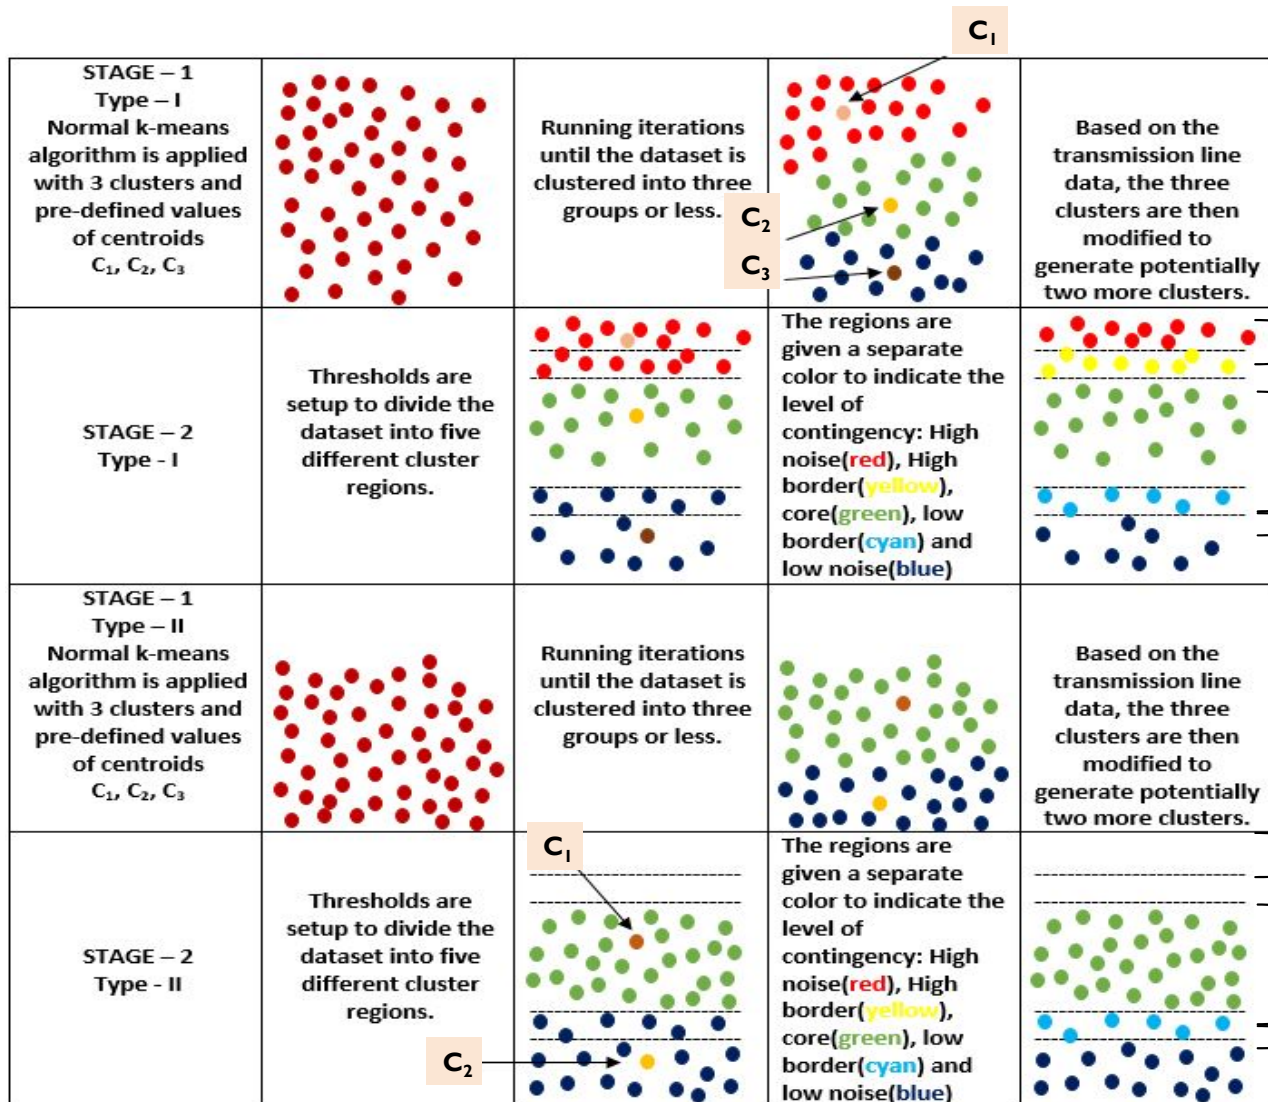 C1
STAGE – 1
Type – I
Normal k-means
algorithm is applied
with 3 clusters and
pre-defined values
of centroids
C1, C2, C3
Running iterations
until the dataset is
clustered into three
groups or less.
C2
C3
Based on the
transmission line
data, the three
clusters are then
modified to
generate potentially
two more clusters.
STAGE – 2
Type - I
Thresholds are
setup to divide the
dataset into five
different cluster
regions.
The regions are
given a separate
color to indicate the
level of
contingency: High
noise(red), High
border(yellow),
core(green), low
border(cyan) and
low noise(blue)
STAGE – 1
Type – II
Normal k-means
algorithm is applied
with 3 clusters and
pre-defined values
of centroids
C1, C2, C3
Running iterations
until the dataset is
clustered into three
groups or less.
Based on the
transmission line
data, the three
clusters are then
modified to
generate potentially
two more clusters.
STAGE – 2
Type - II
Thresholds are
setup to divide the
dataset into five
different cluster
regions.
C1
C2
The regions are
given a separate
color to indicate the
level of
contingency: High
noise(red), High
border(yellow),
core(green), low
border(cyan) and
low noise(blue)